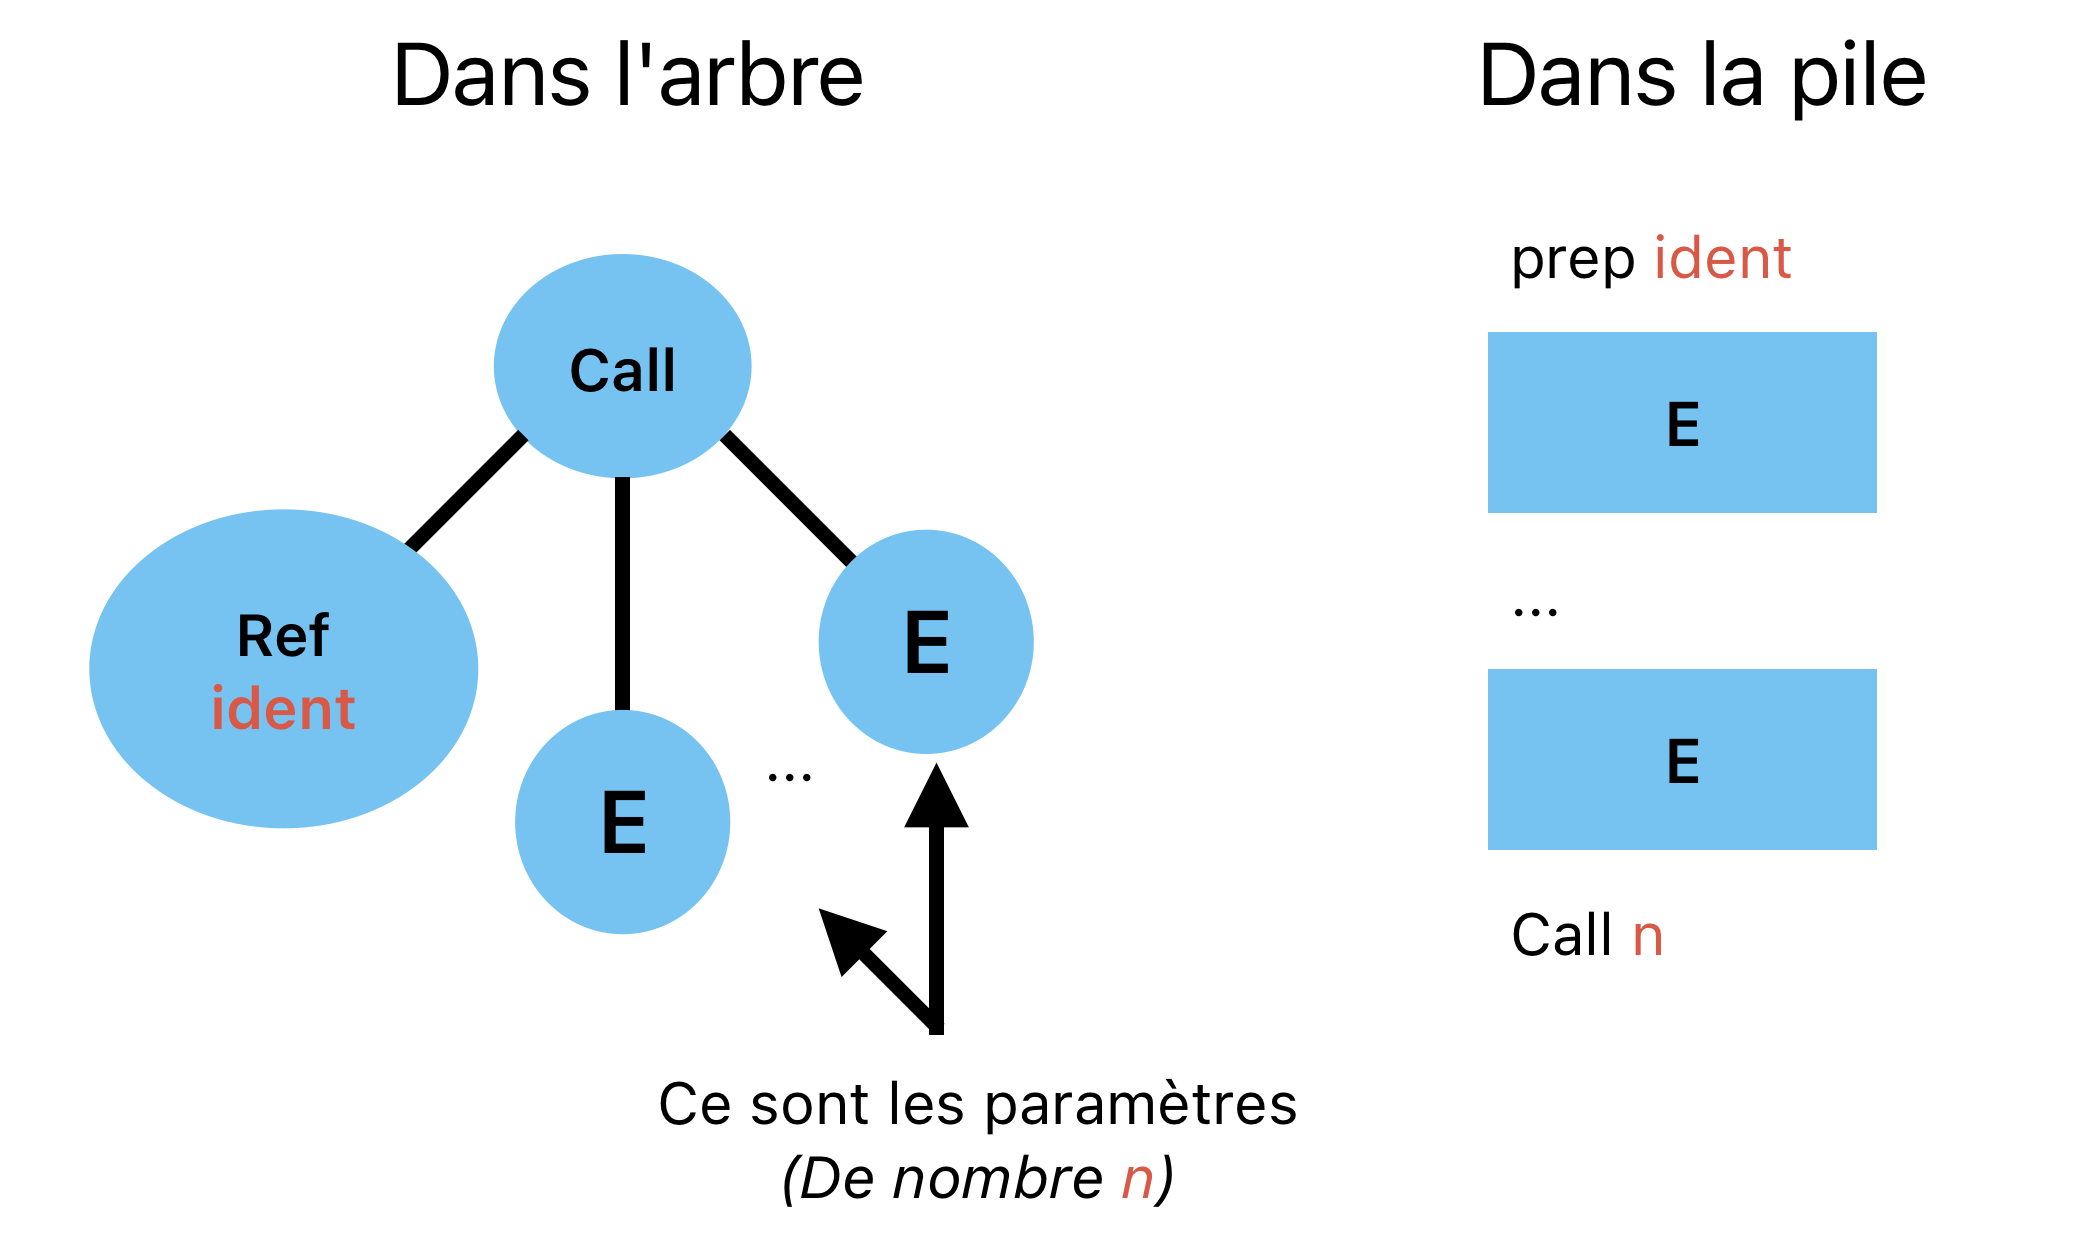 Dans l'arbre
Call
Ref
ident
E
...
E
Ce sont les paramètres
(De nombre n)
Dans la pile
prep ident
E
...
E
Call n